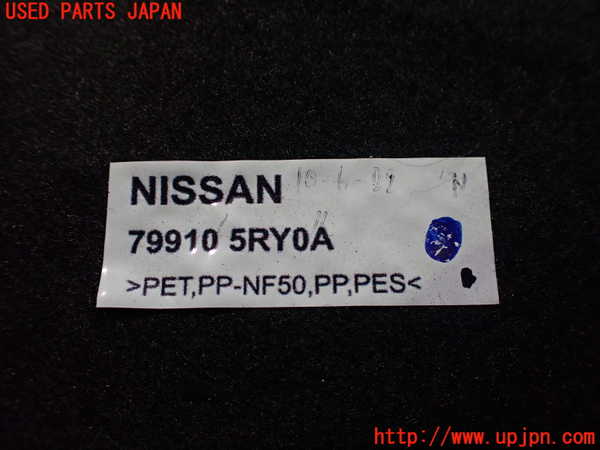 USED PARTS JAPAN
NISSAN
79910 5RY0A
>PET,PP-NF50,PP,PES<
http://www.upjpn.com/